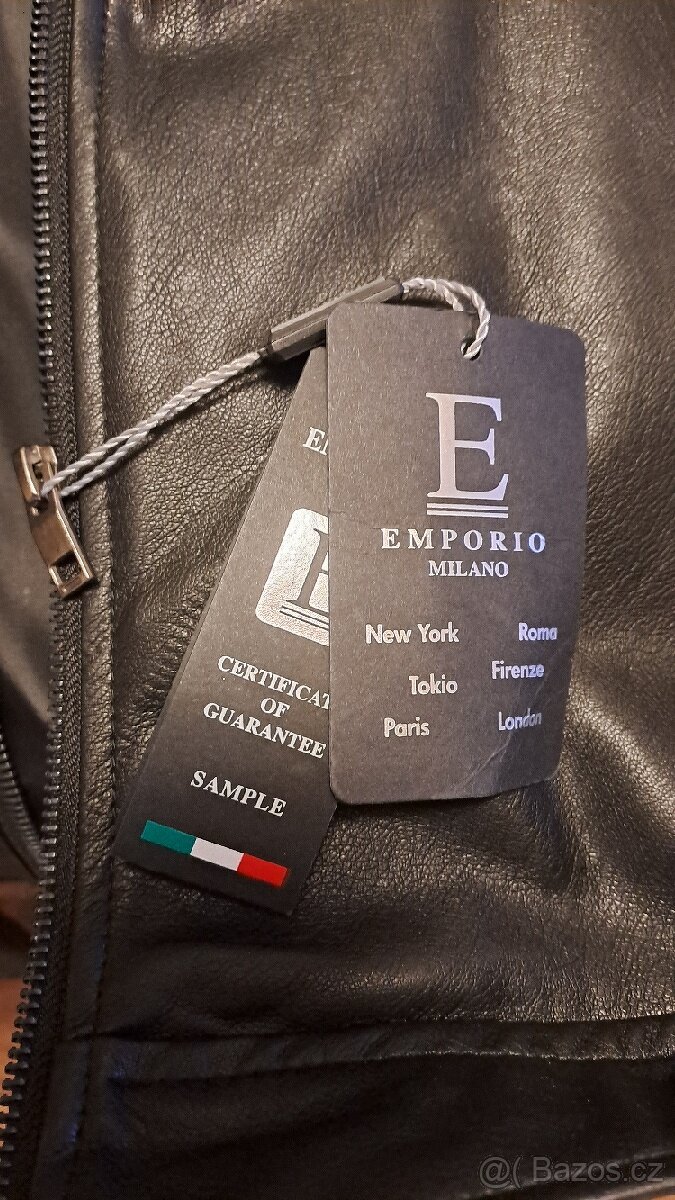 E
EMPORIO
MILANO
New York
Roma
Tokio
Firenze
Paris
London
E
CERTIFICAT
OF
GUARANTEE
SAMPLE
@( Bazos.cz